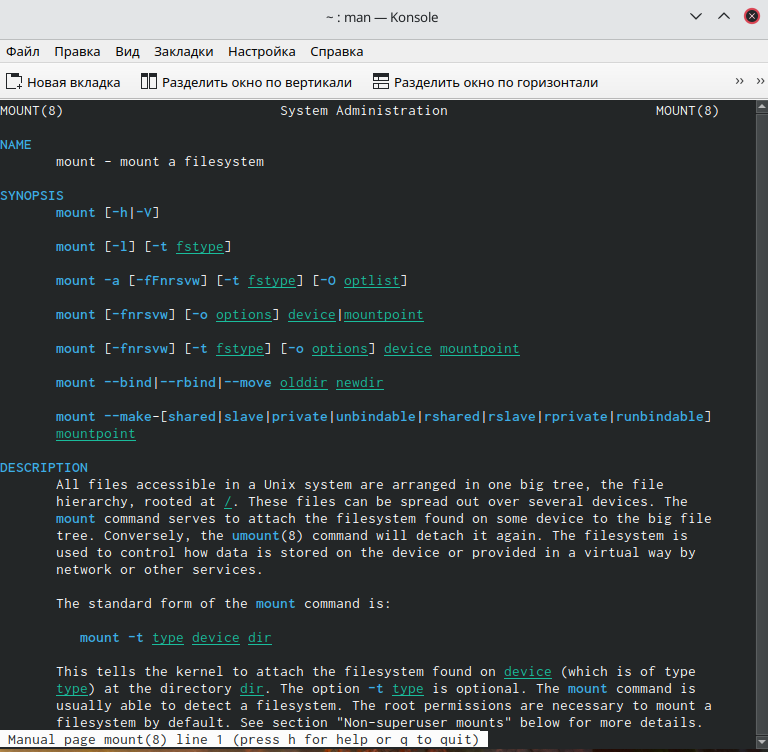 ~ : man — Konsole
Файл Правка Вид Закладки Настройка Справка
Новая вкладка Разделить окно по вертикали Разделить окно по горизонтали » »
MOUNT(8) System Administration MOUNT(8)
NAME
mount - mount a filesystem
SYNOPSIS
mount [-h|-V]
mount [-l] [-t fstype]
mount -a [-fFnrsvw] [-t fstype] [-O optlist]
mount [-fnrsvw] [-o options] device|mountpoint
mount [-fnrsvw] [-t fstype] [-o options] device mountpoint
mount --bind|--rbind|--move olddir newdir
mount --make-[shared|slave|private|unbindable|rshared|rslave|rprivate|runbindable]
mountpoint
DESCRIPTION
All files accessible in a Unix system are arranged in one big tree, the file
hierarchy, rooted at /. These files can be spread out over several devices. The
mount command serves to attach the filesystem found on some device to the big file
tree. Conversely, the umount(8) command will detach it again. The filesystem is
used to control how data is stored on the device or provided in a virtual way by
network or other services.
The standard form of the mount command is:
mount -t type device dir
This tells the kernel to attach the filesystem found on device (which is of type
type) at the directory dir. The option -t type is optional. The mount command is
usually able to detect a filesystem. The root permissions are necessary to mount a
filesystem by default. See section "Non-superuser mounts" below for more details.
Manual page mount(8) line 1 (press h for help or q to quit)